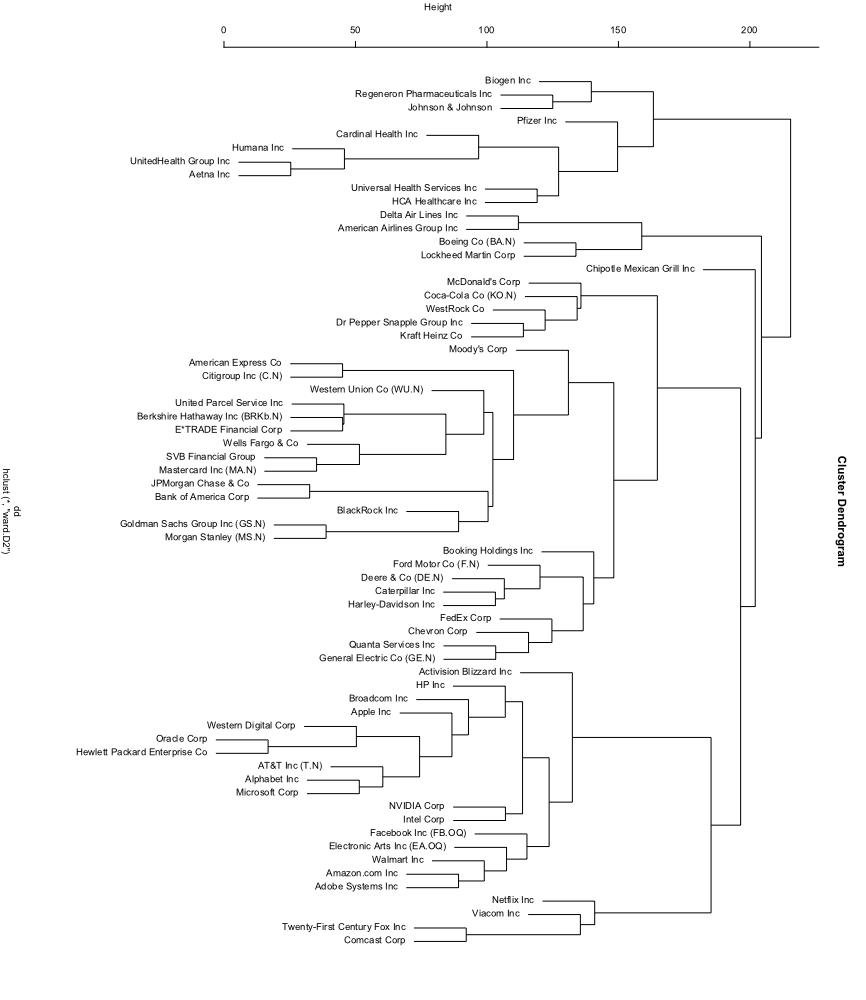 Height
0 50 100 150 200
Biogen Inc
Regeneron Pharmaceuticals Inc
Johnson & Johnson
Pfizer Inc
Cardinal Health Inc
Humana Inc
UnitedHealth Group Inc
Aetna Inc
Universal Health Services Inc
HCA Healthcare Inc
Delta Air Lines Inc
American Airlines Group Inc
Boeing Co (BA.N)
Lockheed Martin Corp
Chipotle Mexican Grill Inc
McDonald's Corp
Coca-Cola Co (KO.N)
WestRock Co
Dr Pepper Snapple Group Inc
Kraft Heinz Co
Moody's Corp
American Express Co
Citigroup Inc (C.N)
Western Union Co (WU.N)
United Parcel Service Inc
Berkshire Hathaway Inc (BRKb.N)
E*TRADE Financial Corp
Wells Fargo & Co
SVB Financial Group
Mastercard Inc (MA.N)
JPMorgan Chase & Co
Bank of America Corp
BlackRock Inc
Goldman Sachs Group Inc (GS.N)
Morgan Stanley (MS.N)
Booking Holdings Inc
Ford Motor Co (F.N)
Deere & Co (DE.N)
Caterpillar Inc
Harley-Davidson Inc
FedEx Corp
Chevron Corp
Quanta Services Inc
General Electric Co (GE.N)
Activision Blizzard Inc
HP Inc
Broadcom Inc
Apple Inc
Western Digital Corp
Oracle Corp
Hewlett Packard Enterprise Co
AT&T Inc (T.N)
Alphabet Inc
Microsoft Corp
NVIDIA Corp
Intel Corp
Facebook Inc (FB.OQ)
Electronic Arts Inc (EA.OQ)
Walmart Inc
Amazon.com Inc
Adobe Systems Inc
Netflix Inc
Viacom Inc
Twenty-First Century Fox Inc
Comcast Corp
Cluster Dendrogram
dd
hclust (*, "ward.D2")